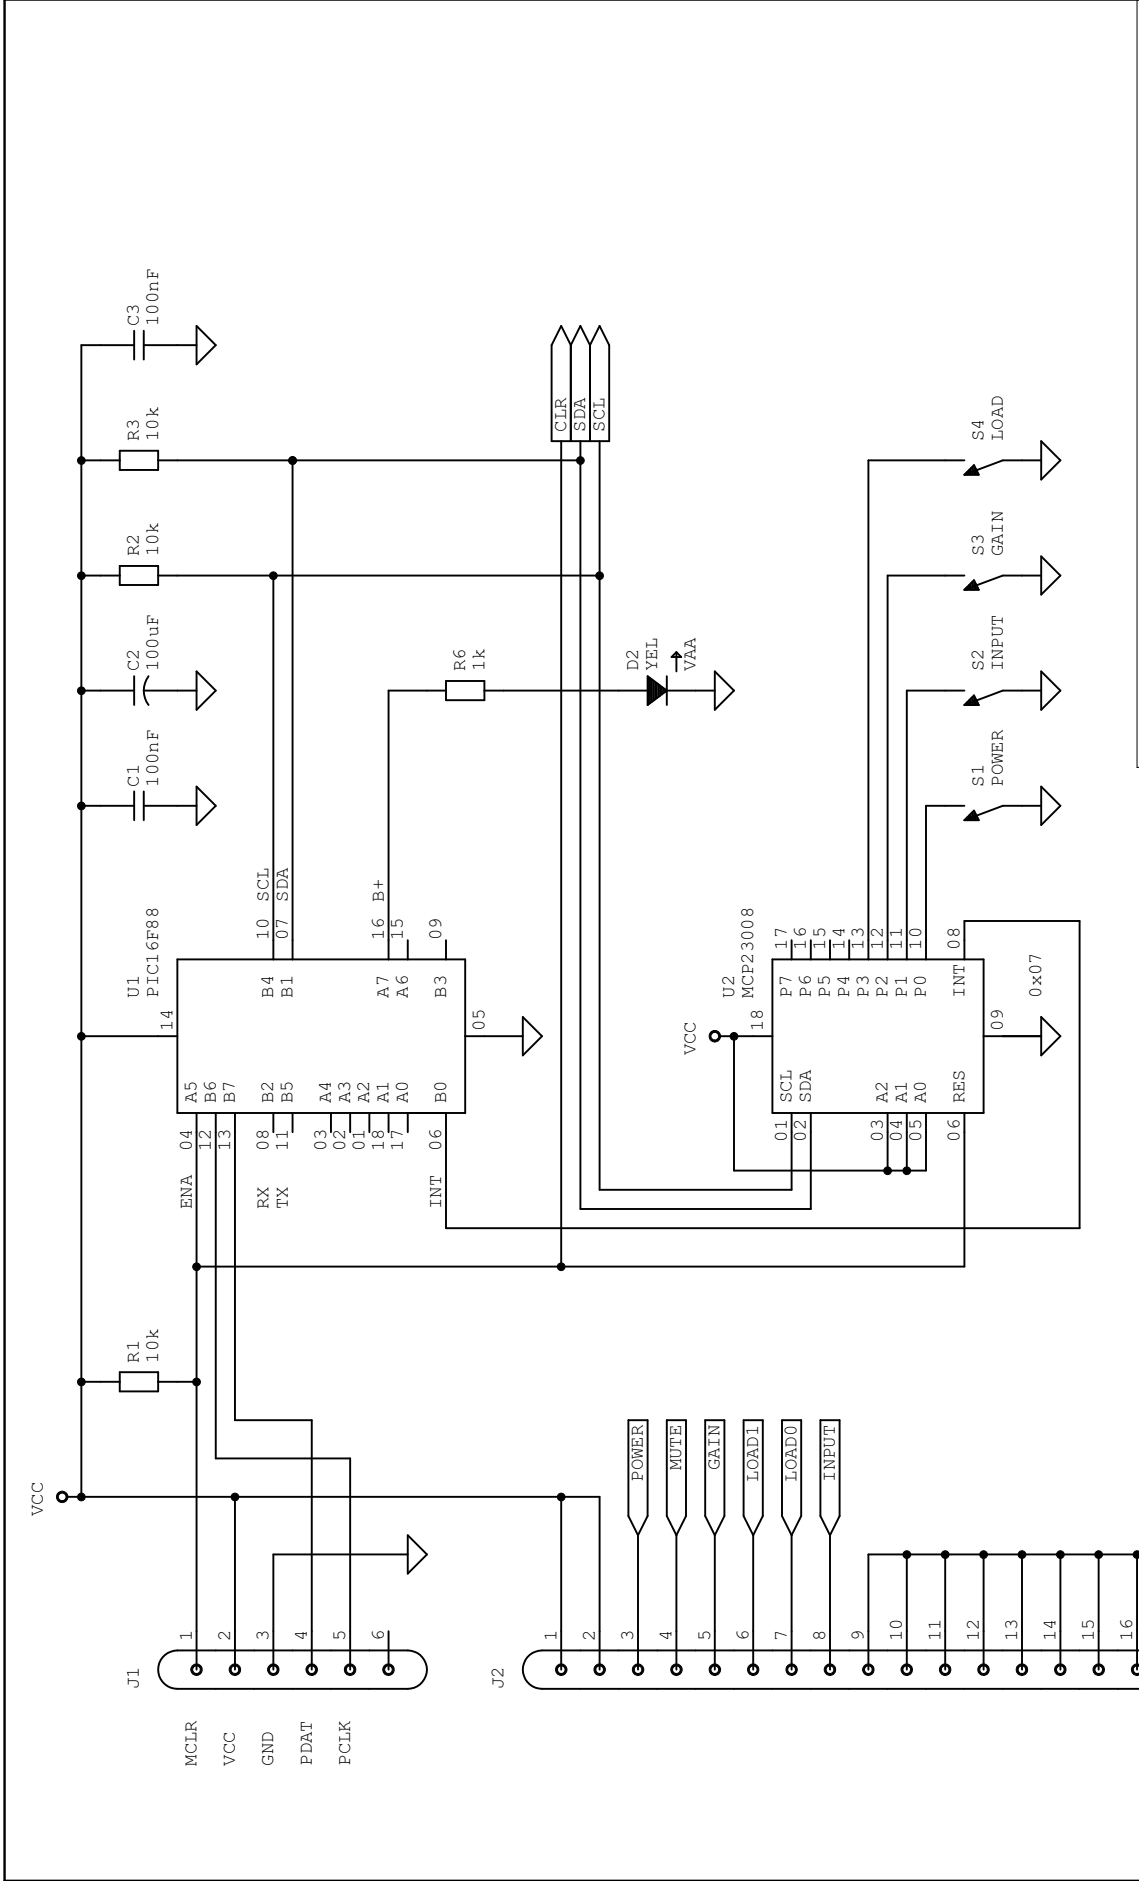 VCC
R1
10k
U1
PIC16F88
14
C1
100nF
C2
100uF
R2
10k
R3
10k
C3
100nF
J1
MCLR
1
VCC
2
GND
3
PDAT
4
PCLK
5
6
ENA
04
A5
12
B6
13
B7
RX
08
B2
TX
11
B5
03
A4
02
A3
01
A2
18
A1
17
A0
INT
06
B0
B4
10
SCL
B1
07
SDA
A7
16
B+
A6
15
B3
09
05
R6
1k
D2
YEL
VAA
CLR
SDA
SCL
J2
1
2
3
POWER
4
MUTE
5
GAIN
6
LOAD1
7
LOAD0
8
INPUT
9
10
11
12
13
14
15
16
VCC
U2
MCP23008
18
01
SCL
02
SDA
03
A2
04
A1
05
A0
06
RES
P7
17
P6
16
P5
15
P4
14
P3
13
P2
12
P1
11
P0
10
INT
08
09
0x07
S1
POWER
S2
INPUT
S3
GAIN
S4
LOAD